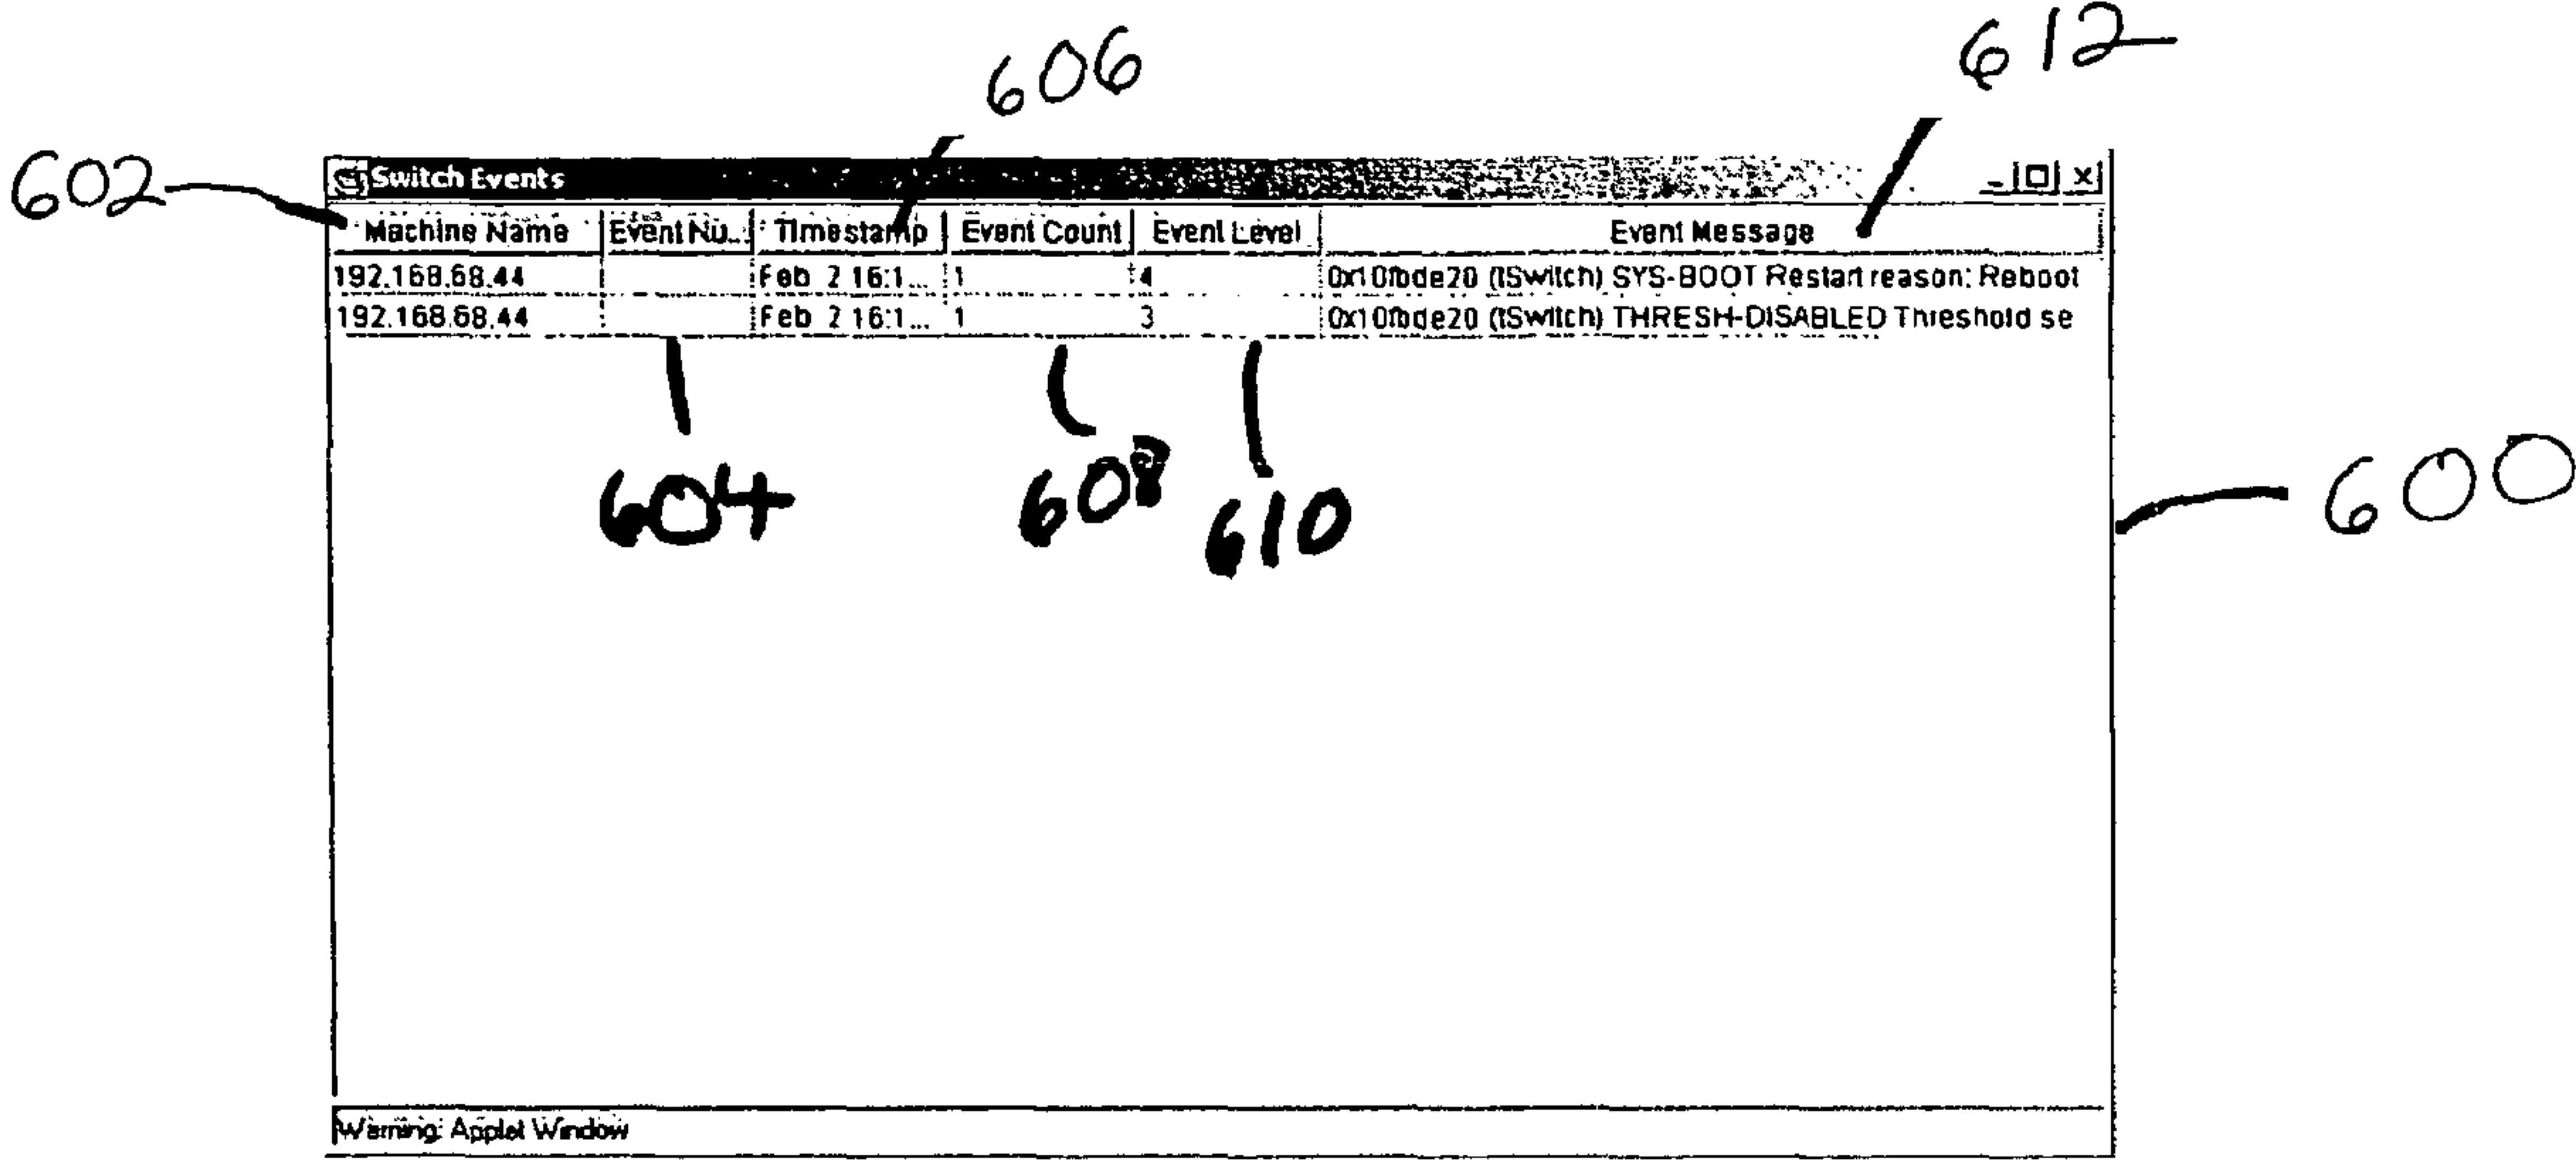 606
612
602
Switch Events
Machine Name Event Nu... Timestamp Event Count Event Level Event Message
192.168.68.44 Feb 2 16:1... 1 4 0x10fbde20 (tSwitch) SYS-BOOT Restart reason: Reboot
192.168.68.44 Feb 2 16:1... 1 3 0x10fbde20 (tSwitch) THRESH-DISABLED Threshold se
604
608
610
600
Warning: Applet Window